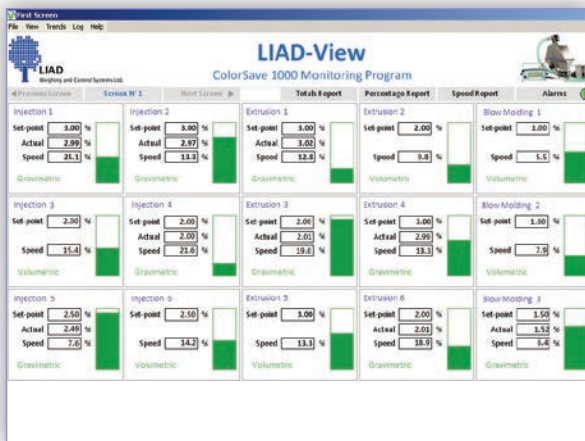 First Screen
File View Trends Log Help
LIAD
Weighing and Control Systems Ltd.
LIAD-View
ColorSave 1000 Monitoring Program
Previous Screen Screen Nº 1 Next Screen Totals Report Percentage Report Speed Report Alarms
Injection 1 Injection 2 Extrusion 1 Extrusion 2 Blow Molding 1
Set-point 3.00 % Set-point 3.00 % Set-point 3.00 % Set-point 2.00 % Set-point 1.00 %
Actual 2.99 % Actual 2.97 % Actual 3.02 %
Speed 25.1 % Speed 13.3 % Speed 12.8 % Speed 9.8 % Speed 5.5 %
Gravimetric Gravimetric Gravimetric Volumetric Volumetric
Injection 3 Injection 4 Extrusion 3 Extrusion 4 Blow Molding 2
Set-point 2.00 % Set-point 2.00 % Set-point 2.00 % Set-point 3.00 % Set-point 1.00 %
Actual 2.00 % Actual 2.01 % Actual 2.99 %
Speed 15.4 % Speed 21.6 % Speed 19.6 % Speed 13.3 % Speed 7.9 %
Volumetric Gravimetric Gravimetric Gravimetric Volumetric
Injection 5 Injection 6 Extrusion 5 Extrusion 6 Blow Molding 3
Set-point 2.50 % Set-point 2.50 % Set-point 3.00 % Set-point 2.00 % Set-point 1.50 %
Actual 2.49 % Actual 2.01 % Actual 1.52 %
Speed 7.6 % Speed 14.2 % Speed 13.3 % Speed 18.9 % Speed 6.4 %
Gravimetric Volumetric Volumetric Gravimetric Gravimetric